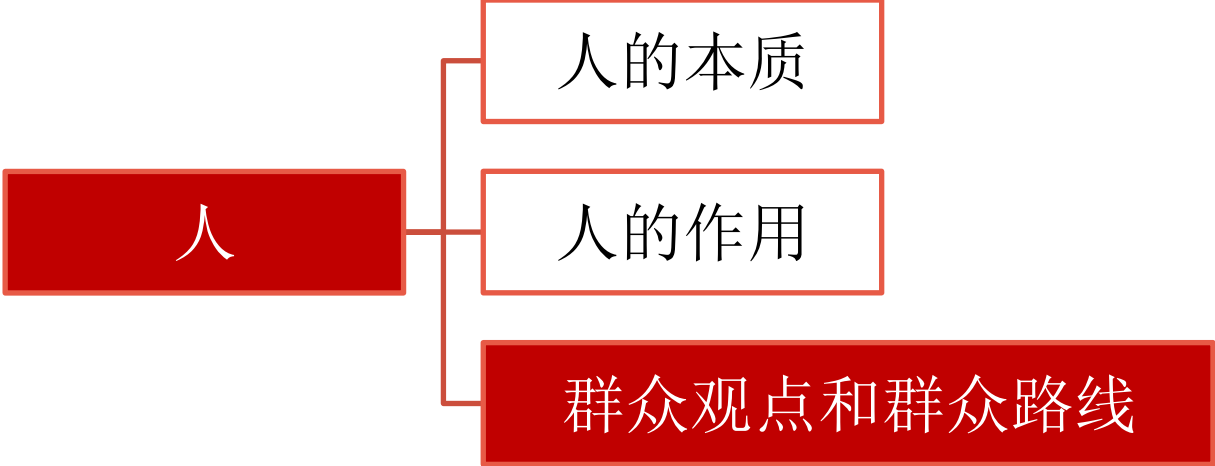 人的本质
人
人的作用
群众观点和群众路线